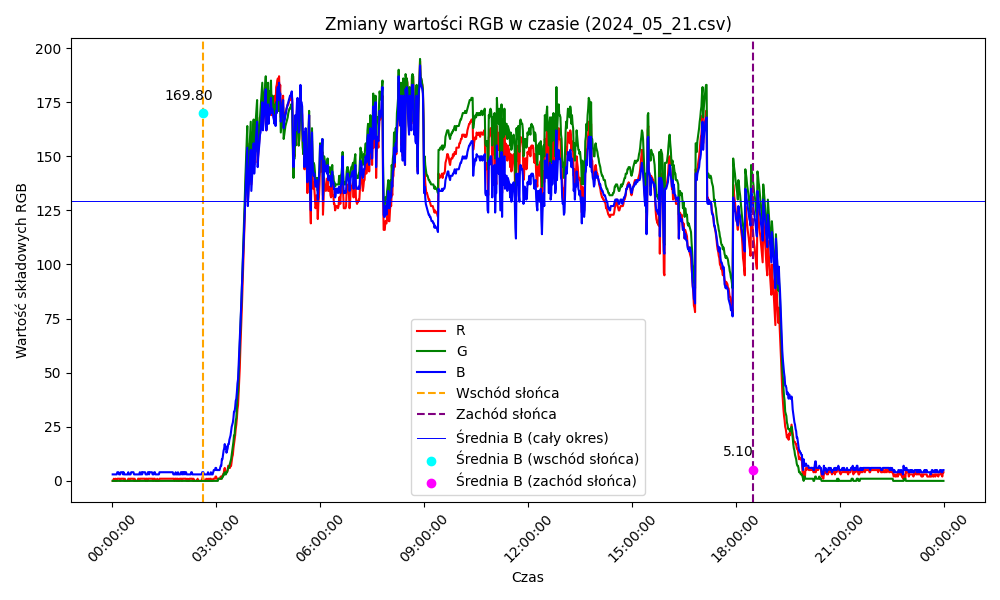 Zmiany wartości RGB w czasie (2024_05_21.csv)
Wartość składowych RGB
200
175
150
125
100
75
50
25
0
169.80
5.10
R
G
B
Wschód słońca
Zachód słońca
Średnia B (cały okres)
Średnia B (wschód słońca)
Średnia B (zachód słońca)
00:00:00
03:00:00
06:00:00
09:00:00
12:00:00
15:00:00
18:00:00
21:00:00
00:00:00
Czas